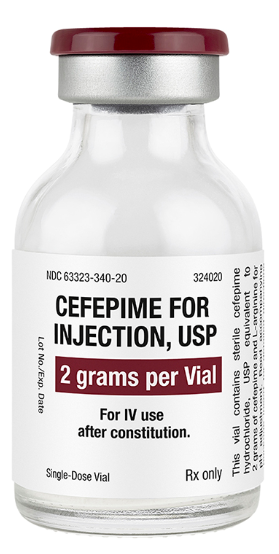 NDC 63323-340-20 324020
CEFEPIME FOR
INJECTION, USP
2 grams per Vial
For IV use
after constitution.
Single-Dose Vial Rx only
Lot No./Exp. Date
This vial contains sterile cefepime
hydrochloride, USP equivalent to
2 grams of cefepime and L-arginine for